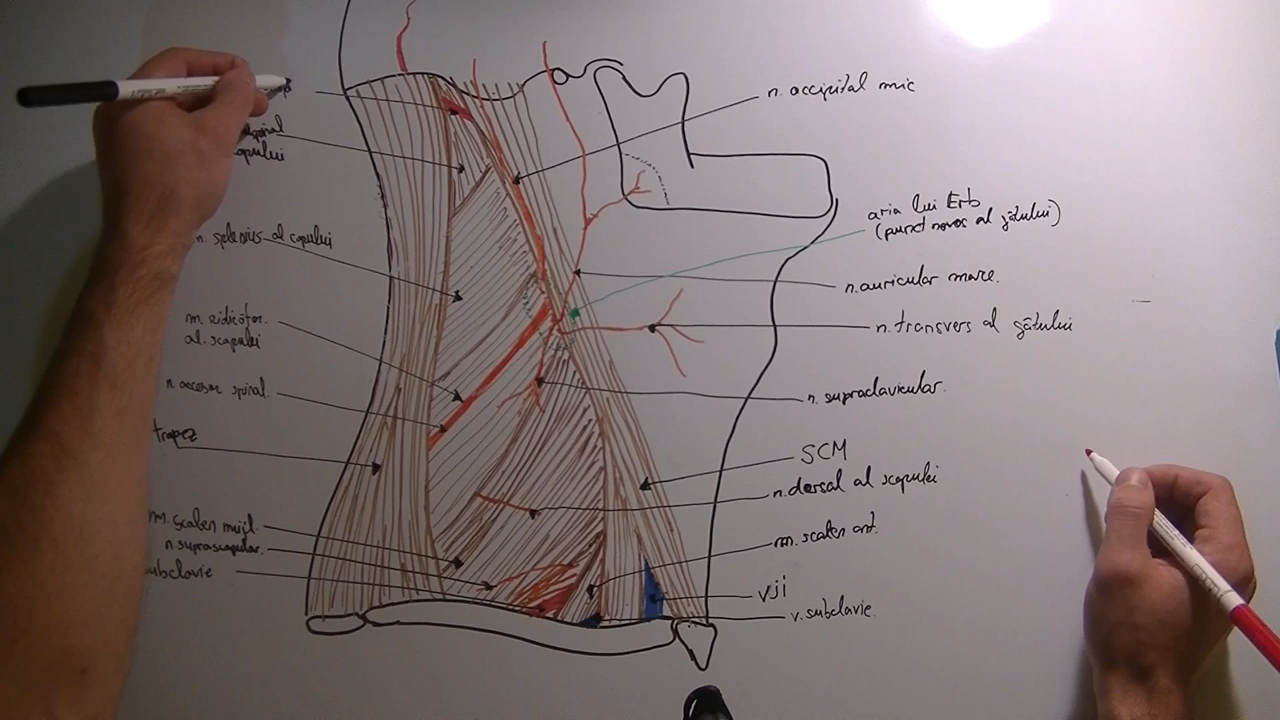 n. occipital mic
capului
aria lui Erb
(punct nervos al gâtului)
m. splenius al capului
n. auricular mare.
m. ridicător.
al. scapulei
n. transvers al gâtului
n. accesor spinal.
n. supraclavicular.
trapez
SCM
n. dorsal al scapulei
m. scalen mijl.
m. scalen ant.
n. suprascapular.
subclavie
VJI
v. subclavie.